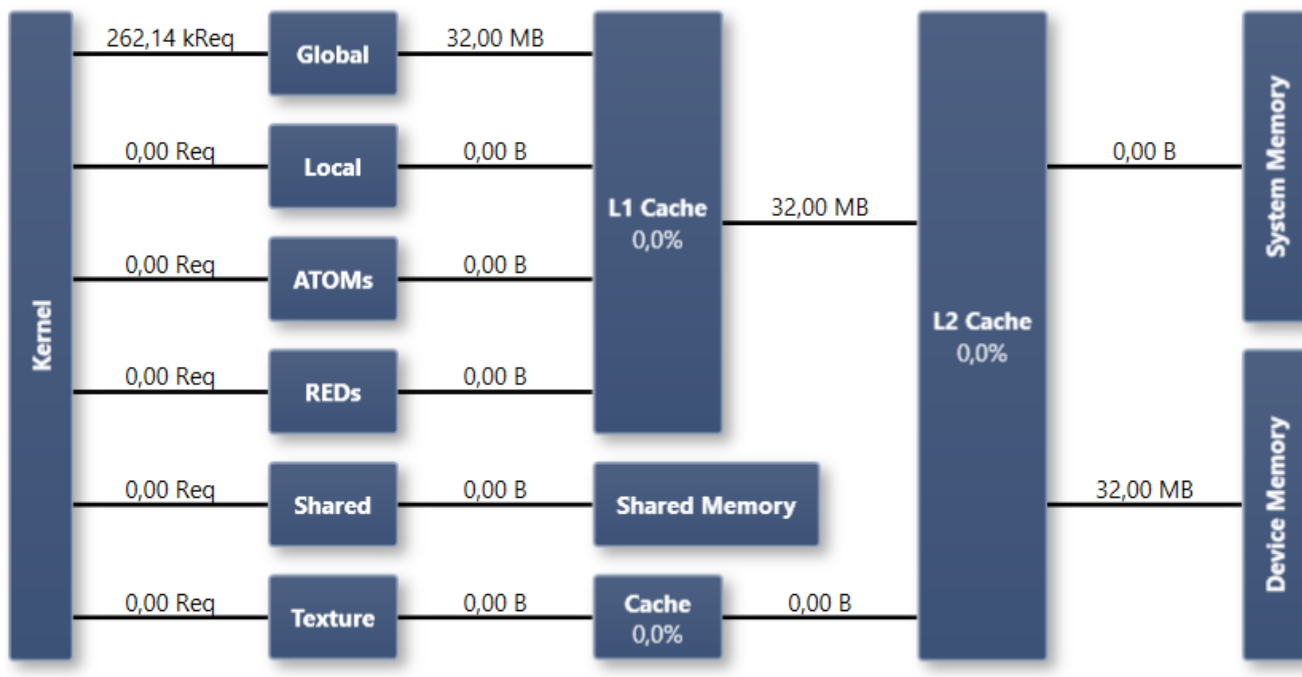 Kernel
262,14 kReq
Global
32,00 MB
0,00 Req
Local
0,00 B
0,00 Req
ATOMs
0,00 B
0,00 Req
REDs
0,00 B
0,00 Req
Shared
0,00 B
0,00 Req
Texture
0,00 B
L1 Cache
0,0%
32,00 MB
Shared Memory
Cache
0,0%
0,00 B
L2 Cache
0,0%
0,00 B
System Memory
32,00 MB
Device Memory